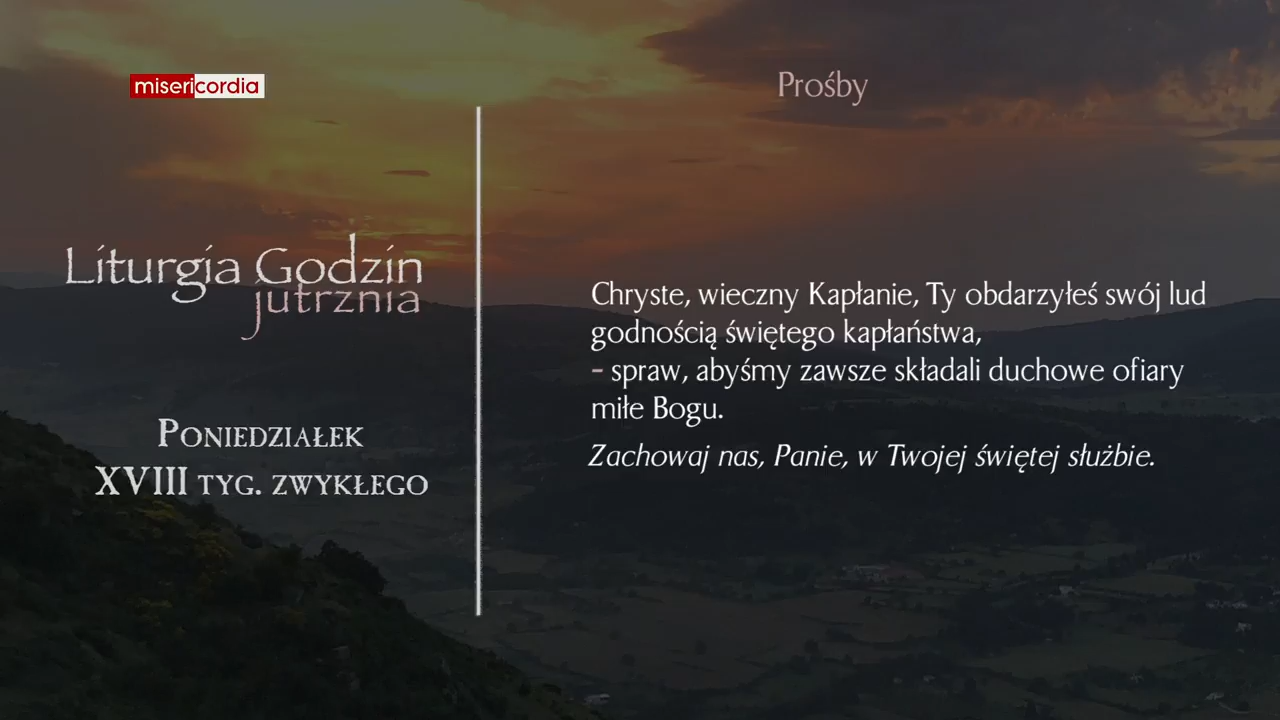 misericordia
Liturgia Godzin
jutrznia
Poniedziałek
XVIII tyg. zwykłego
Prośby
Chryste, wieczny Kapłanie, Ty obdarzyłeś swój lud
godnością świętego kapłaństwa,
- spraw, abyśmy zawsze składali duchowe ofiary
miłe Bogu.
Zachowaj nas, Panie, w Twojej świętej służbie.